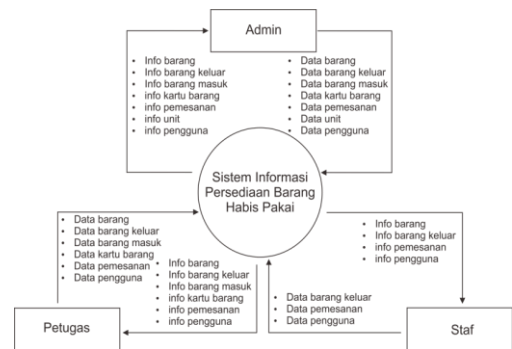 Admin
• Info barang
• Info barang keluar
• Info barang masuk
• info kartu barang
• info pemesanan
• info unit
• info pengguna
• Data barang
• Data barang keluar
• Data barang masuk
• Data kartu barang
• Data pemesanan
• Data unit
• Data pengguna
Sistem Informasi
Persediaan Barang
Habis Pakai
• Data barang
• Data barang keluar
• Data barang masuk
• Data kartu barang
• Data pemesanan
• Data pengguna
• Info barang
• Info barang keluar
• Info barang masuk
• info kartu barang
• info pemesanan
• info pengguna
• Info barang
• Info barang keluar
• info pemesanan
• info pengguna
• Data barang keluar
• Data pemesanan
• Data pengguna
Petugas
Staf